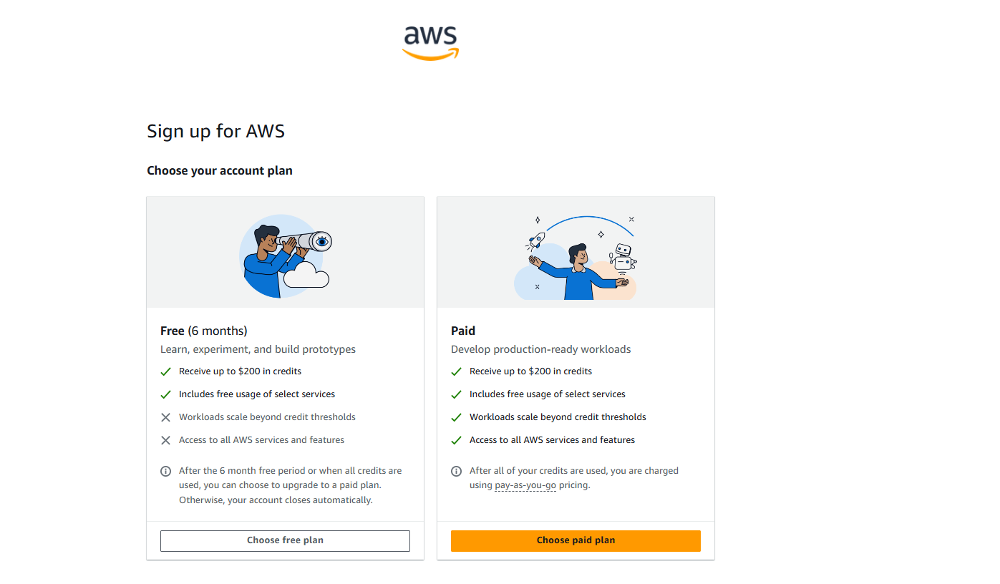 aws
Sign up for AWS
Choose your account plan
Free (6 months)
Learn, experiment, and build prototypes
Receive up to $200 in credits
Includes free usage of select services
Workloads scale beyond credit thresholds
Access to all AWS services and features
After the 6 month free period or when all credits are
used, you can choose to upgrade to a paid plan.
Otherwise, your account closes automatically.
Choose free plan
Paid
Develop production-ready workloads
Receive up to $200 in credits
Includes free usage of select services
Workloads scale beyond credit thresholds
Access to all AWS services and features
After all of your credits are used, you are charged
using pay-as-you-go pricing.
Choose paid plan